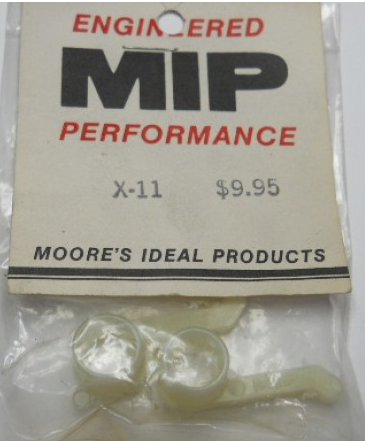 ENGINEERED
MIP
PERFORMANCE
X-11 $9.95
MOORE'S IDEAL PRODUCTS